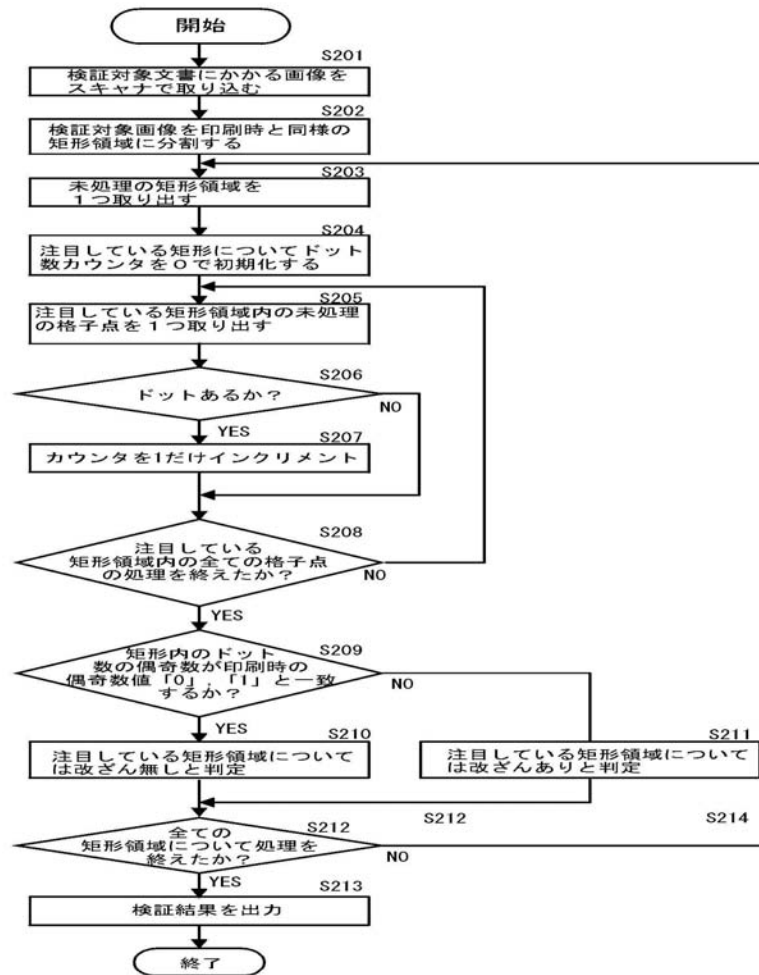 開始
S201
検証対象文書にかかる画像を
スキャナで取り込む
S202
検証対象画像を印刷時と同様の
矩形領域に分割する
S203
未処理の矩形領域を
1つ取り出す
S204
注目している矩形についてドット
数カウンタを0で初期化する
S205
注目している矩形領域内の未処理
の格子点を1つ取り出す
S206
ドットあるか?
NO
YES
S207
カウンタを1だけインクリメント
S208
注目している
矩形領域内の全ての格子点
の処理を終えたか?
NO
YES
S209
矩形内のドット
数の偶奇数が印刷時の
偶奇数値「0」,「1」と一致
するか?
NO
YES
S210
注目している矩形領域について
は改ざん無しと判定
S211
注目している矩形領域について
は改ざんありと判定
S212
S212
S214
全ての
矩形領域について処理を
終えたか?
NO
YES
S213
検証結果を出力
終了